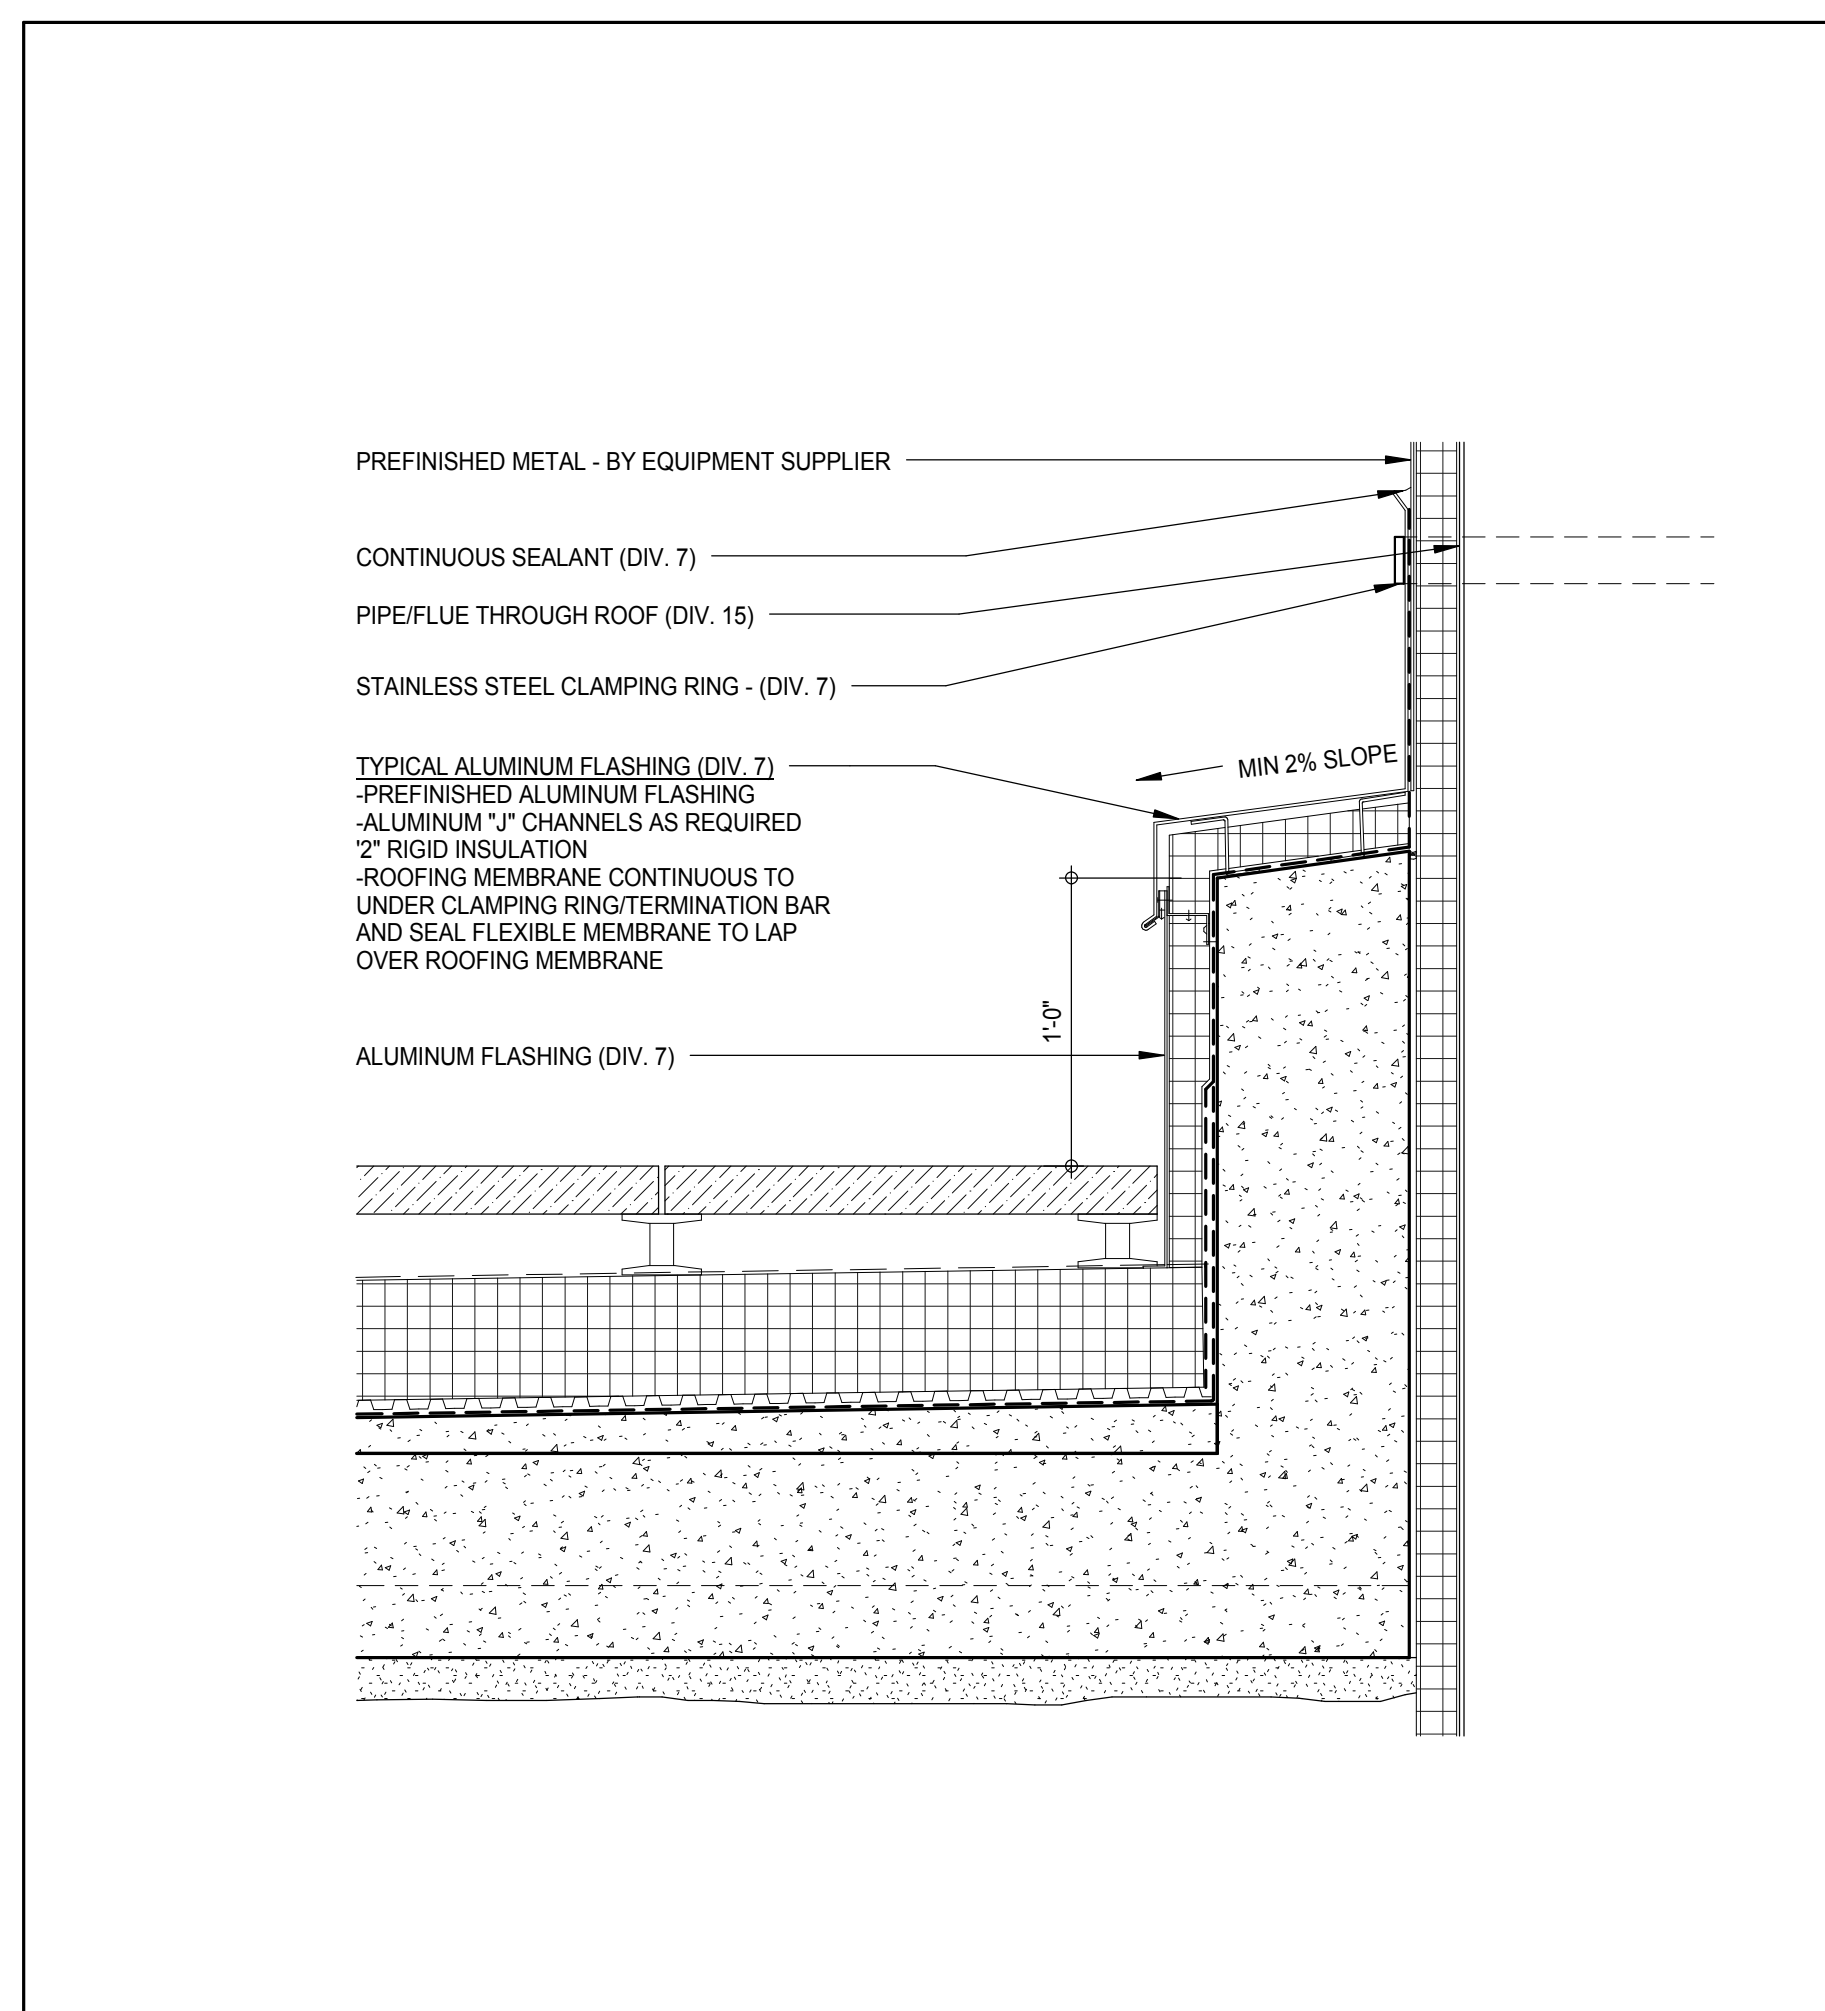 PREFINISHED METAL - BY EQUIPMENT SUPPLIER
CONTINUOUS SEALANT (DIV. 7)
PIPE/FLUE THROUGH ROOF (DIV. 15)
STAINLESS STEEL CLAMPING RING - (DIV. 7)
MIN 2% SLOPE
TYPICAL ALUMINUM FLASHING (DIV. 7)
-PREFINISHED ALUMINUM FLASHING
-ALUMINUM "J" CHANNELS AS REQUIRED
'2" RIGID INSULATION
-ROOFING MEMBRANE CONTINUOUS TO
UNDER CLAMPING RING/TERMINATION BAR
AND SEAL FLEXIBLE MEMBRANE TO LAP
OVER ROOFING MEMBRANE
1'-0"
ALUMINUM FLASHING (DIV. 7)